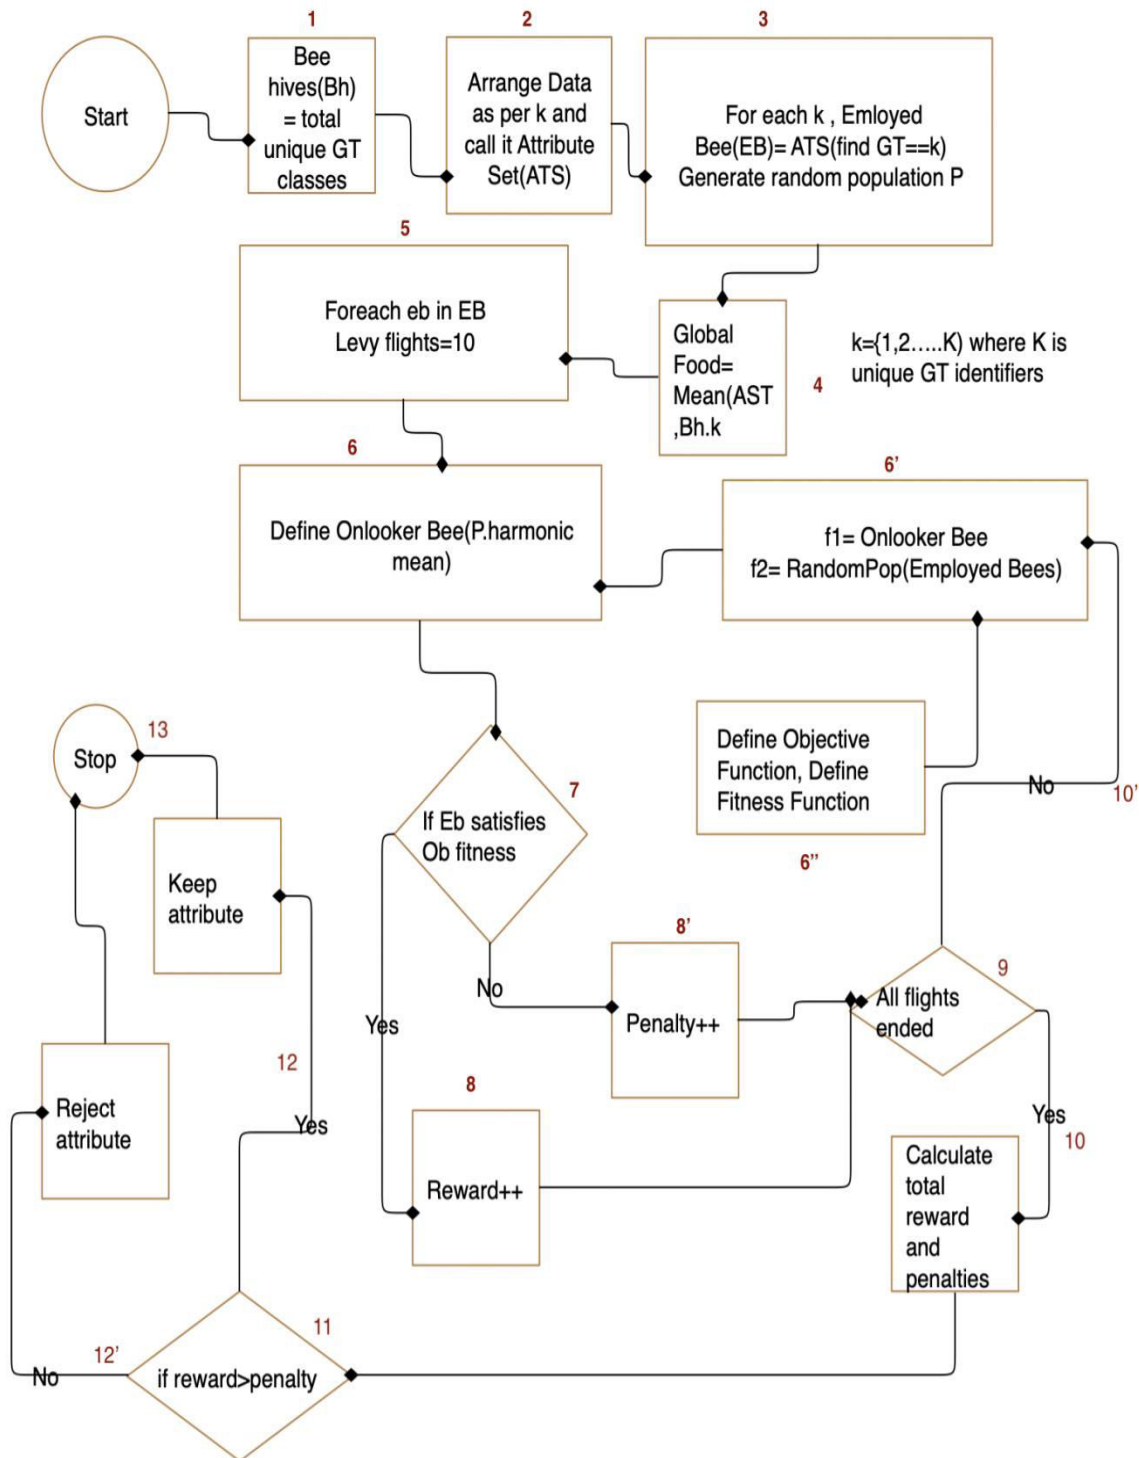 1
2
3
Start
Bee
hives(Bh)
= total
unique GT
classes
Arrange Data
as per k and
call it Attribute
Set(ATS)
For each k , Emloyed
Bee(EB)= ATS(find GT==k)
Generate random population P
5
Foreach eb in EB
Levy flights=10
Global
Food=
Mean(AST
,Bh.k
4
k={1,2.....K) where K is
unique GT identifiers
6
Define Onlooker Bee(P.harmonic
mean)
6’
f1= Onlooker Bee
f2= RandomPop(Employed Bees)
Define Objective
Function, Define
Fitness Function
6’’
No
10'
13
Stop
Keep
attribute
7
If Eb satisfies
Ob fitness
No
Yes
8’
Penalty++
9
All flights
ended
12
Yes
Reject
attribute
8
Reward++
Yes
10
Calculate
total
reward
and
penalties
11
if reward>penalty
12'
No